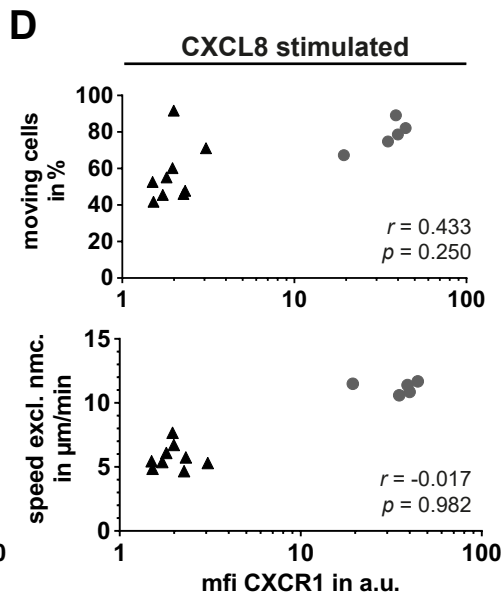 D
CXCL8 stimulated
moving cells
in %
100
80
60
40
20
0
r = 0.433
p = 0.250
1
10
100
speed excl. nmc.
in µm/min
15
10
5
0
r = -0.017
p = 0.982
0
1
10
100
mfi CXCR1 in a.u.